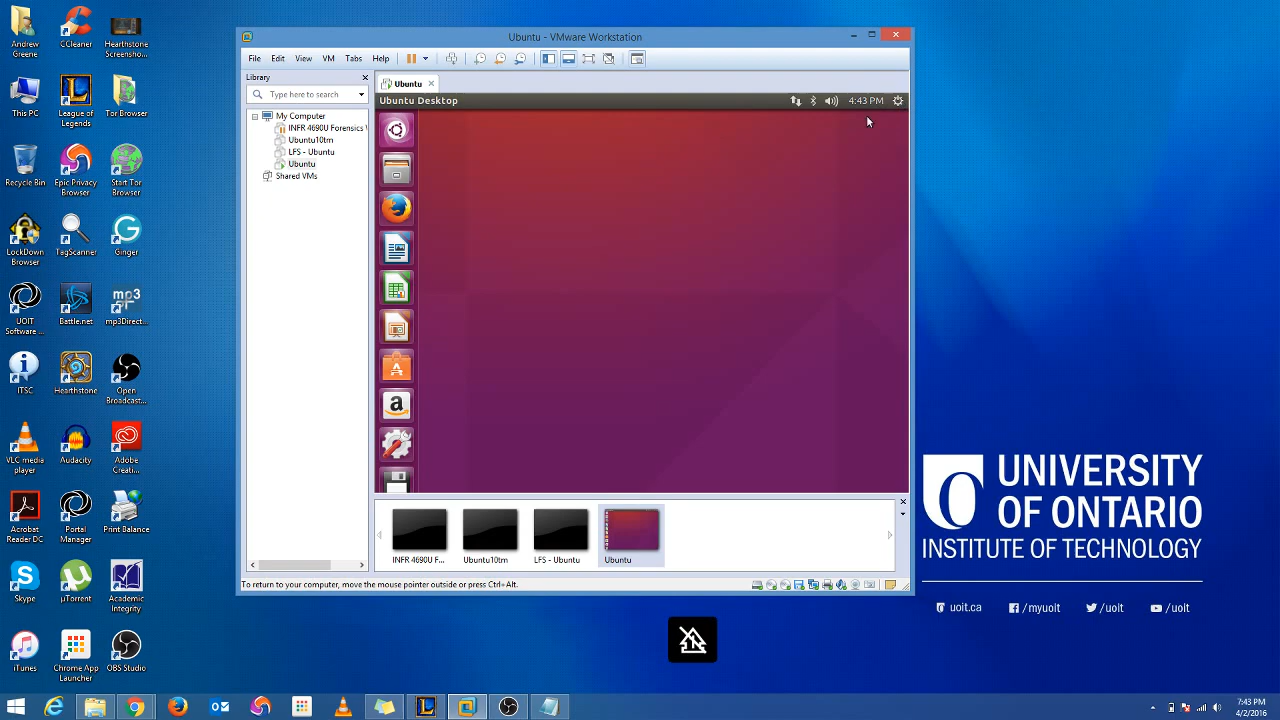 Andrew
Greene
CCleaner
Hearthstone
Screensho...
This PC
League of
Legends
Tor Browser
Recycle Bin
Epic Privacy
Browser
Start Tor
Browser
LockDown
Browser
TagScanner
Ginger
UOIT
Software ...
Battle.net
mp3
mp3Direct...
ITSC
Hearthstone
Open
Broadcast...
VLC media
player
Audacity
Adobe
Creati...
Acrobat
Reader DC
Portal
Manager
Print Balance
Skype
µTorrent
Academic
Integrity
iTunes
Chrome App
Launcher
OBS Studio
Ubuntu - VMware Workstation
File Edit View VM Tabs Help
Library
Type here to search
My Computer
INFR 4690U Forensics
Ubuntu10tm
LFS - Ubuntu
Ubuntu
Shared VMs
Ubuntu
Ubuntu Desktop
4:43 PM
INFR 4690U F...
Ubuntu10tm
LFS - Ubuntu
Ubuntu
To return to your computer, move the mouse pointer outside or press Ctrl+Alt.
UNIVERSITY
OF ONTARIO
INSTITUTE OF TECHNOLOGY
uoit.ca /myuoit /uoit /uoit
7:43 PM
4/2/2016